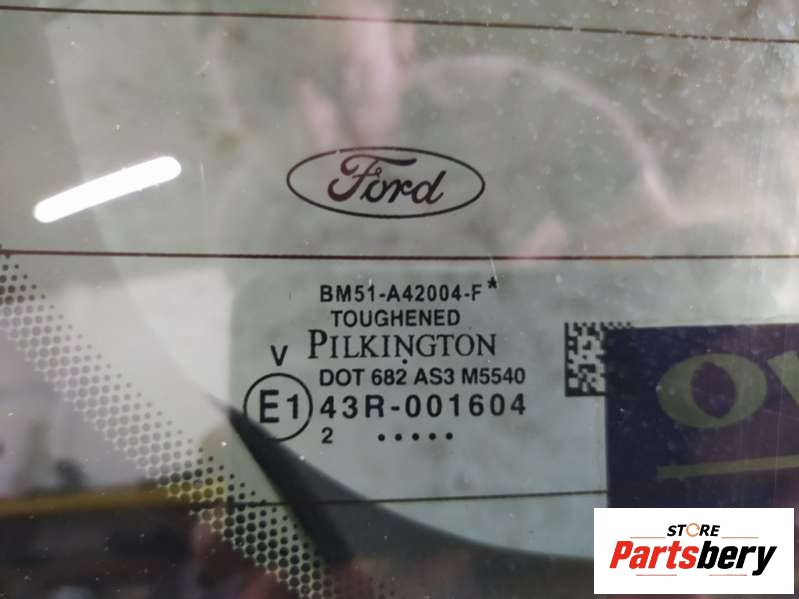 Ford
BM51-A42004-F*
TOUGHENED
V PILKINGTON
DOT 682 AS3 M5540
E1 43R-001604
2 •••••
STORE
Partsbery